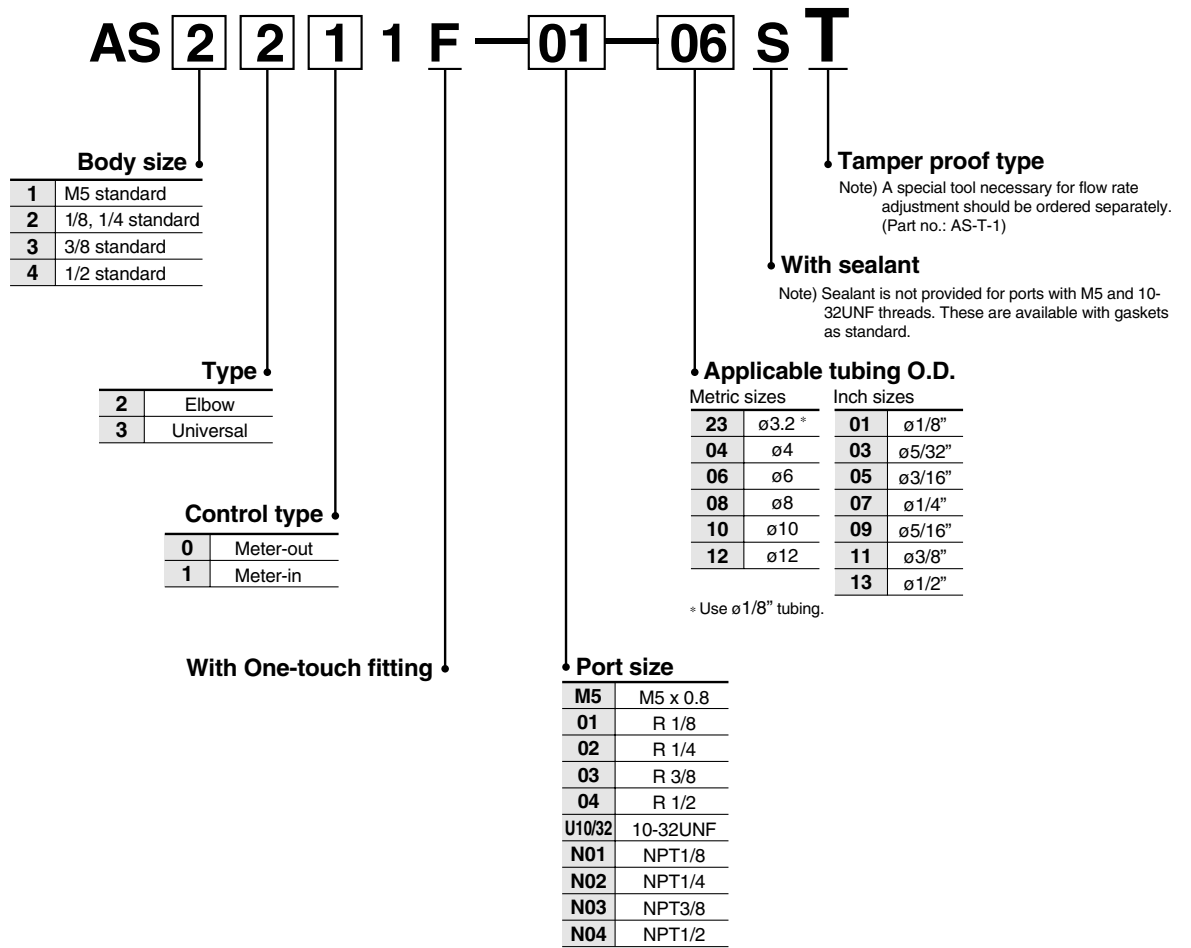 AS 2 2 1 1 F — 01 — 06 S T
Body size
1 M5 standard
2 1/8, 1/4 standard
3 3/8 standard
4 1/2 standard
Type
2 Elbow
3 Universal
Control type
0 Meter-out
1 Meter-in
With One-touch fitting
Port size
M5 M5 x 0.8
01 R 1/8
02 R 1/4
03 R 3/8
04 R 1/2
U10/32 10-32UNF
N01 NPT1/8
N02 NPT1/4
N03 NPT3/8
N04 NPT1/2
Applicable tubing O.D.
Metric sizes
23 ø3.2 *
04 ø4
06 ø6
08 ø8
10 ø10
12 ø12
* Use ø1/8” tubing.
Inch sizes
01 ø1/8”
03 ø5/32”
05 ø3/16”
07 ø1/4”
09 ø5/16”
11 ø3/8”
13 ø1/2”
With sealant
Note) Sealant is not provided for ports with M5 and 10-
32UNF threads. These are available with gaskets
as standard.
Tamper proof type
Note) A special tool necessary for flow rate
adjustment should be ordered separately.
(Part no.: AS-T-1)